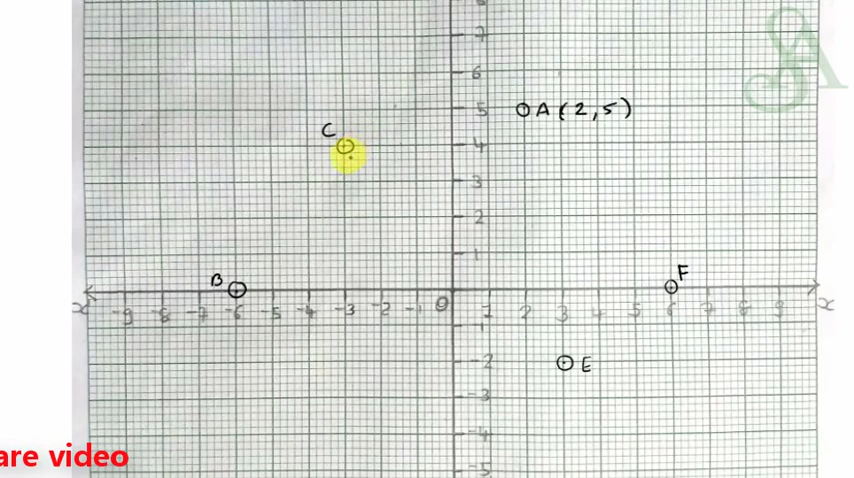 8
7
6
5 A (2,5)
C
4
3
2
1
B F
x -9 -8 -7 -6 -5 -4 -3 -2 -1 0 1 2 3 4 5 6 7 8 9 x
-1
-2 E
-3
-4
-5
are video